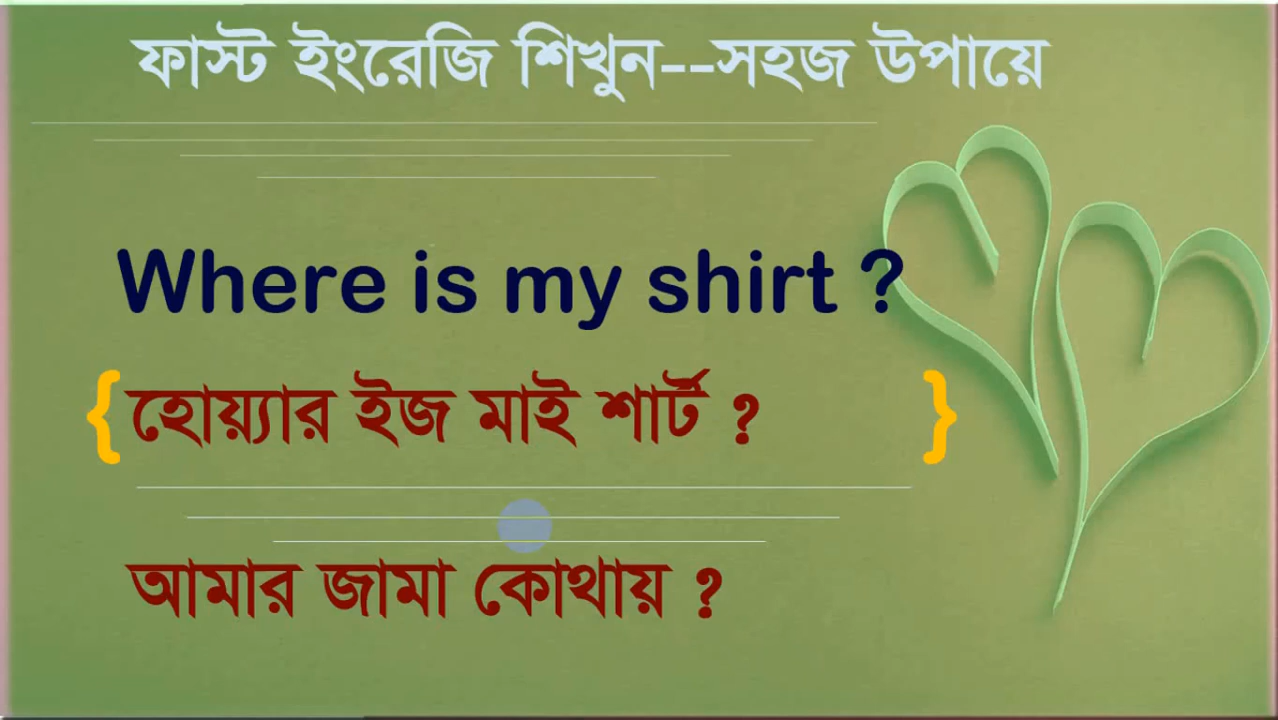 ফাস্ট ইংরেজি শিখুন--সহজ উপায়ে
Where is my shirt ?
{হোয়্যার ইজ মাই শার্ট ? }
আমার জামা কোথায় ?